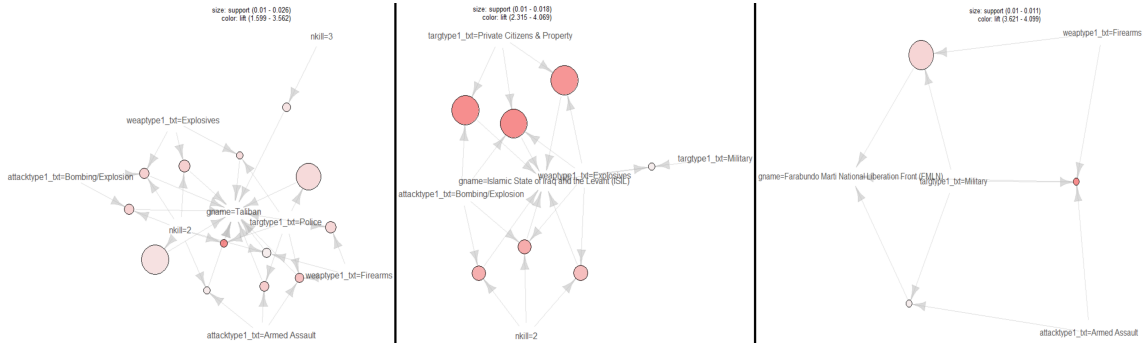 size: support (0.01 - 0.026)
color: lift (1.599 - 3.562)
nkill=3
weaptype1_txt=Explosives
attacktype1_txt=Bombing/Explosion
gname=Taliban
targtype1_txt=Police
nkill=2
weaptype1_txt=Firearms
attacktype1_txt=Armed Assault
size: support (0.01 - 0.018)
color: lift (2.315 - 4.069)
targtype1_txt=Private Citizens & Property
targtype1_txt=Military
weaptype1_txt=Explosives
gname=Islamic State of Iraq and the Levant (ISIL)
attacktype1_txt=Bombing/Explosion
nkill=2
size: support (0.01 - 0.011)
color: lift (3.621 - 4.099)
weaptype1_txt=Firearms
gname=Farabundo Marti National Liberation Front (FMLN)
targtype1_txt=Military
attacktype1_txt=Armed Assault